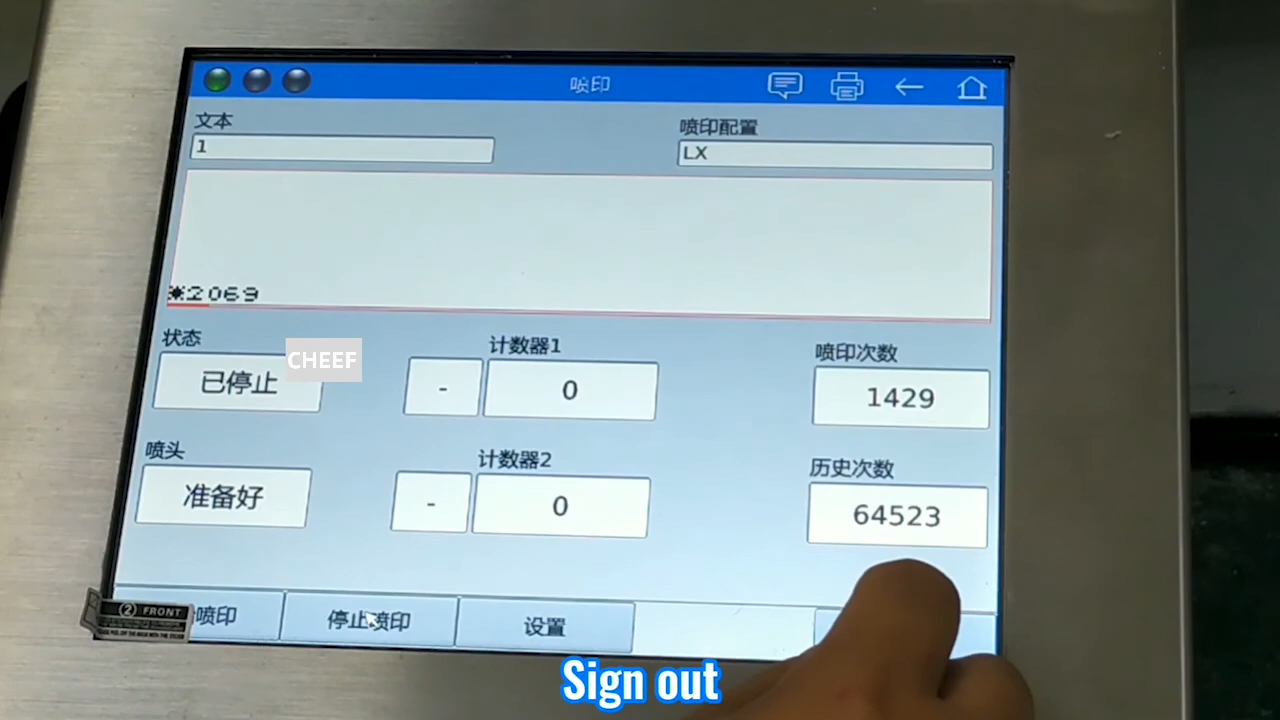 喷印
文本
1
喷印配置
LX
※2069
状态
已停止
CHEEF
计数器1
-
0
喷印次数
1429
喷头
准备好
计数器2
-
0
历史次数
64523
② FRONT
喷印
停止喷印
设置
Sign out